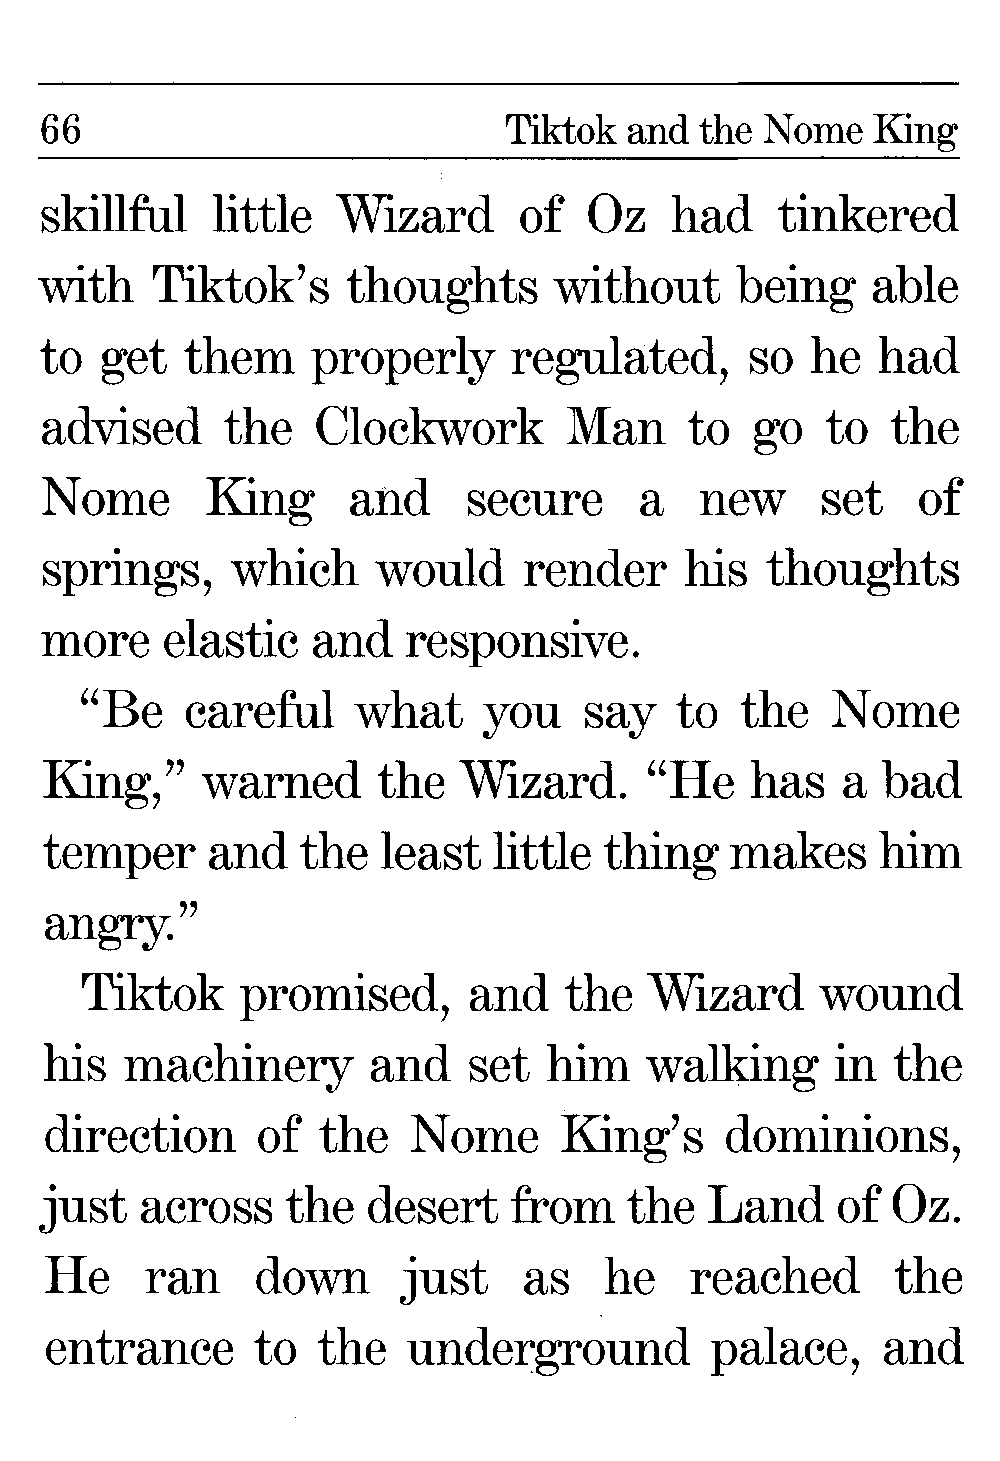 66 Tiktok and the Nome King
skillful little Wizard of Oz had tinkered
with Tiktok's thoughts without being able
to get them properly regulated, so he had
advised the Clockwork Man to go to the
Nome King and secure a new set of
springs, which would render his thoughts
more elastic and responsive.
“Be careful what you say to the Nome
King,” warned the Wizard. “He has a bad
temper and the least little thing makes him
angry.”
Tiktok promised, and the Wizard wound
his machinery and set him walking in the
direction of the Nome King's dominions,
just across the desert from the Land of Oz.
He ran down just as he reached the
entrance to the underground palace, and